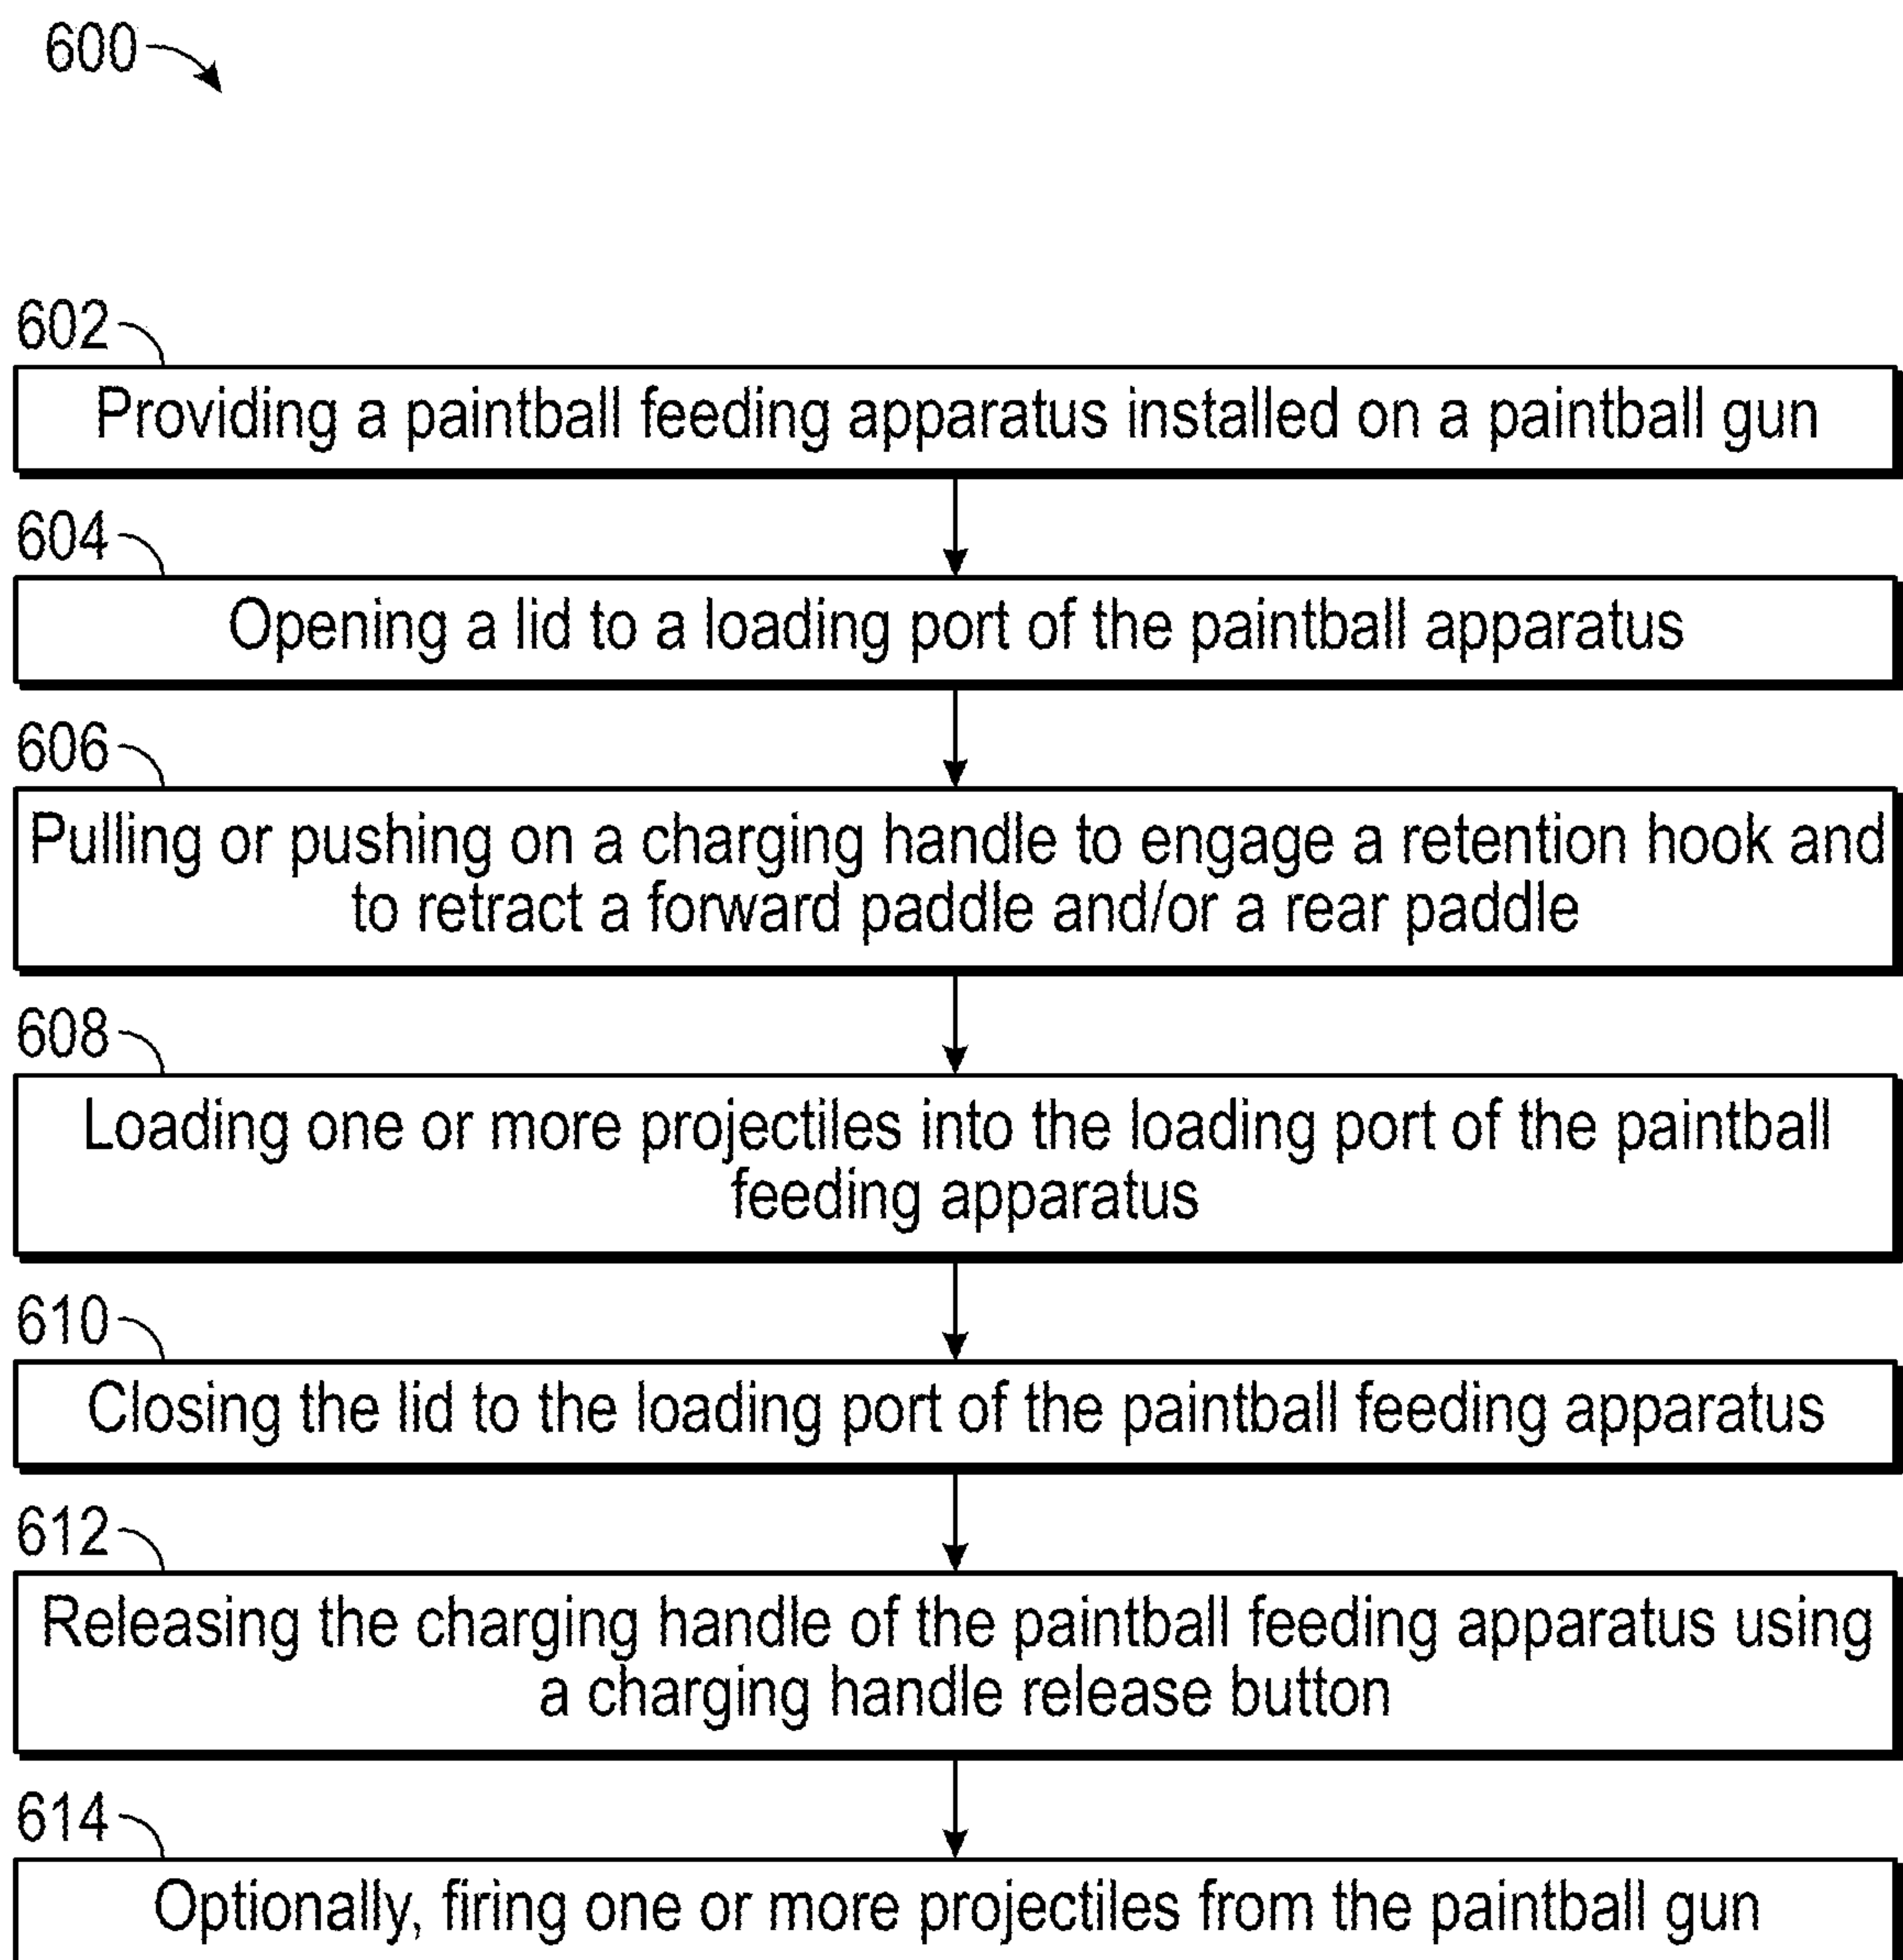 600
602
Providing a paintball feeding apparatus installed on a paintball gun
604
Opening a lid to a loading port of the paintball apparatus
606
Pulling or pushing on a charging handle to engage a retention hook and
to retract a forward paddle and/or a rear paddle
608
Loading one or more projectiles into the loading port of the paintball
feeding apparatus
610
Closing the lid to the loading port of the paintball feeding apparatus
612
Releasing the charging handle of the paintball feeding apparatus using
a charging handle release button
614
Optionally, firing one or more projectiles from the paintball gun